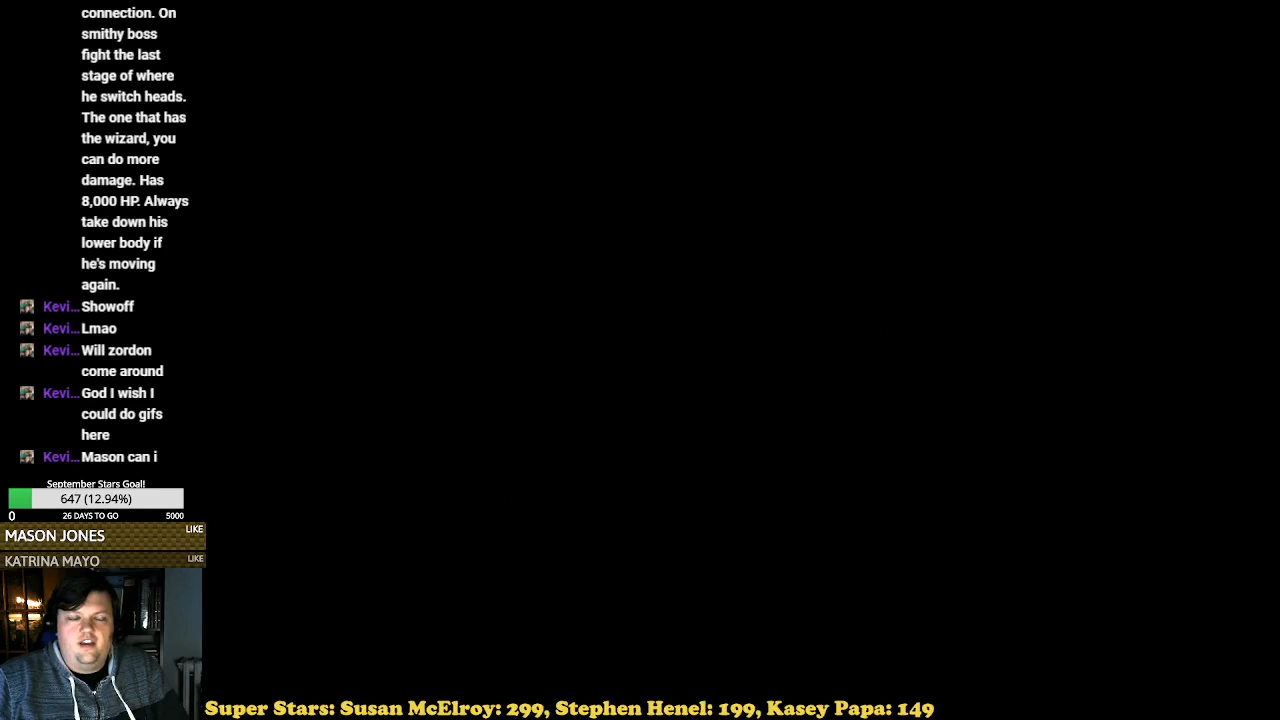 connection. On
smithy boss
fight the last
stage of where
he switch heads.
The one that has
the wizard, you
can do more
damage. Has
8,000 HP. Always
take down his
lower body if
he's moving
again.
Kevi... Showoff
Kevi... Lmao
Kevi... Will zordon
come around
Kevi... God I wish I
could do gifs
here
Kevi... Mason can i
September Stars Goal!
647 (12.94%)
0 26 DAYS TO GO 5000
MASON JONES LIKE
KATRINA MAYO LIKE
Super Stars: Susan McElroy: 299, Stephen Henel: 199, Kasey Papa: 149